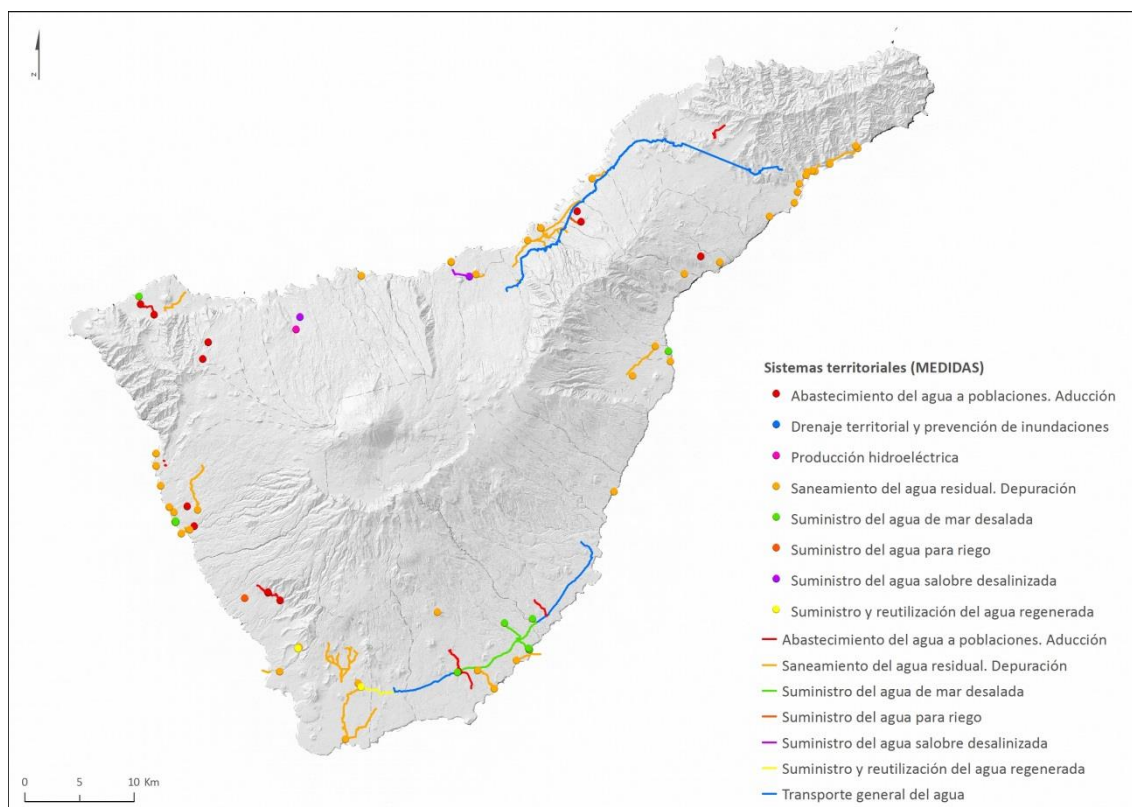 z
Sistemas territoriales (MEDIDAS)
Abastecimiento del agua a poblaciones. Aducción
Drenaje territorial y prevención de inundaciones
Producción hidroeléctrica
Saneamiento del agua residual. Depuración
Suministro del agua de mar desalada
Suministro del agua para riego
Suministro del agua salobre desalinizada
Suministro y reutilización del agua regenerada
Abastecimiento del agua a poblaciones. Aducción
Saneamiento del agua residual. Depuración
Suministro del agua de mar desalada
Suministro del agua para riego
Suministro del agua salobre desalinizada
Suministro y reutilización del agua regenerada
Transporte general del agua
0 5 10 Km